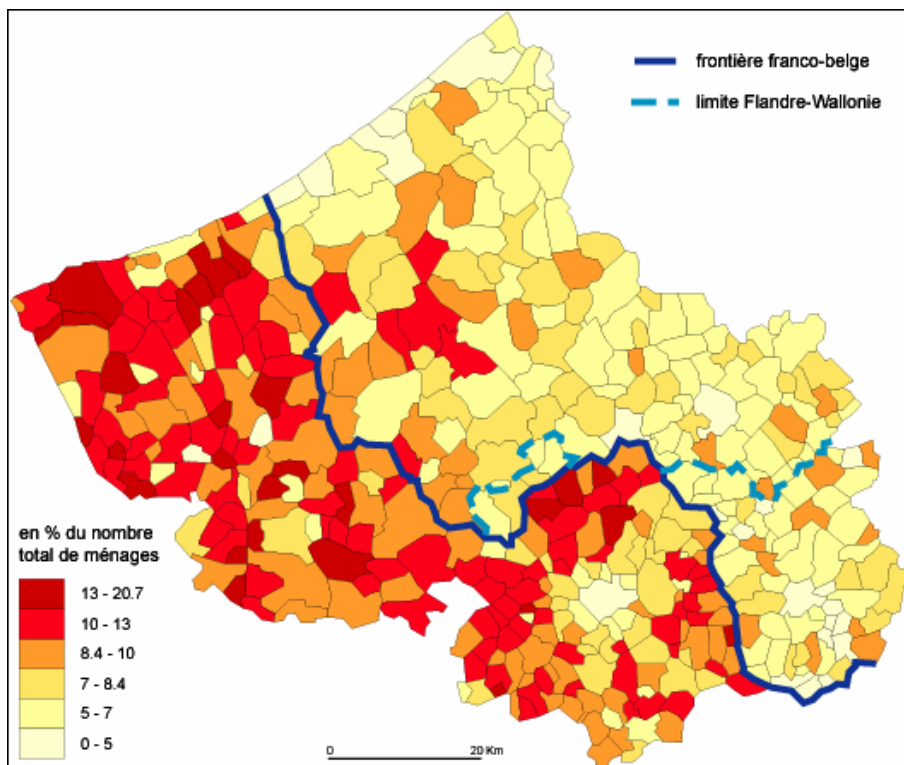 frontière franco-belge
limite Flandre-Wallonie
en % du nombre
total de ménages
13 - 20.7
10 - 13
8.4 - 10
7 - 8.4
5 - 7
0 - 5
0 20 Km